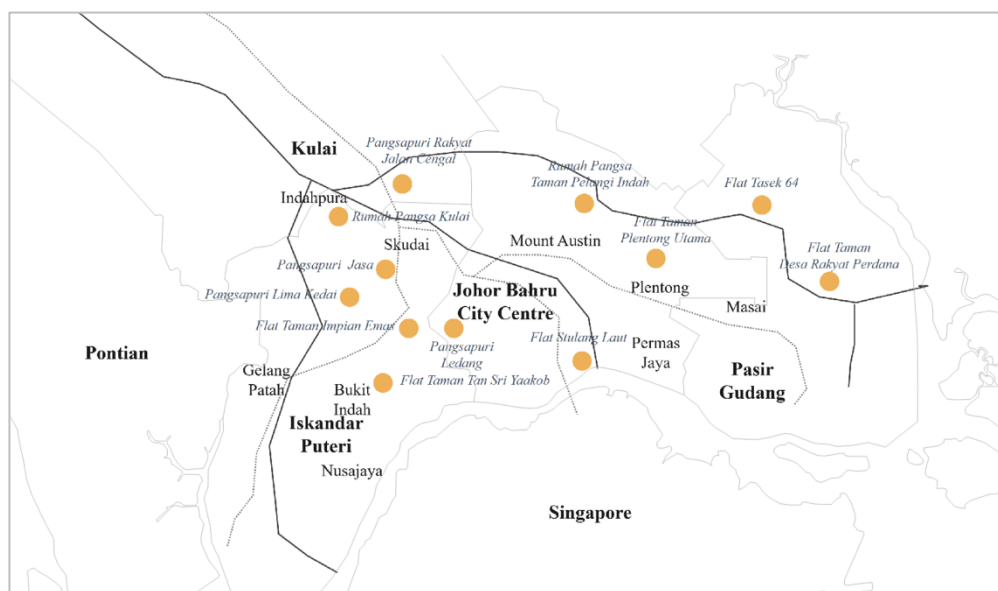 Pangsapuri Rakyat
Jalan Cengal
Kulai
Rumah Pangsa
Taman Pelangi Indah
Flat Tasek 64
Indahpura
Rumah Pangsa Kulai
Flat Taman
Plentong Utama
Skudai
Mount Austin
Flat Taman
Desa Rakyat Perdana
Pangsapuri Jasa
Plentong
Pangsapuri Lima Kedai
Johor Bahru
City Centre
Masai
Flat Taman Impian Emas
Flat Stulang Laut
Pontian
Pangsapuri
Ledang
Permas
Jaya
Gelang
Patah
Pasir
Gudang
Flat Taman Tan Sri Yaakob
Bukit
Indah
Iskandar
Puteri
Nusajaya
Singapore